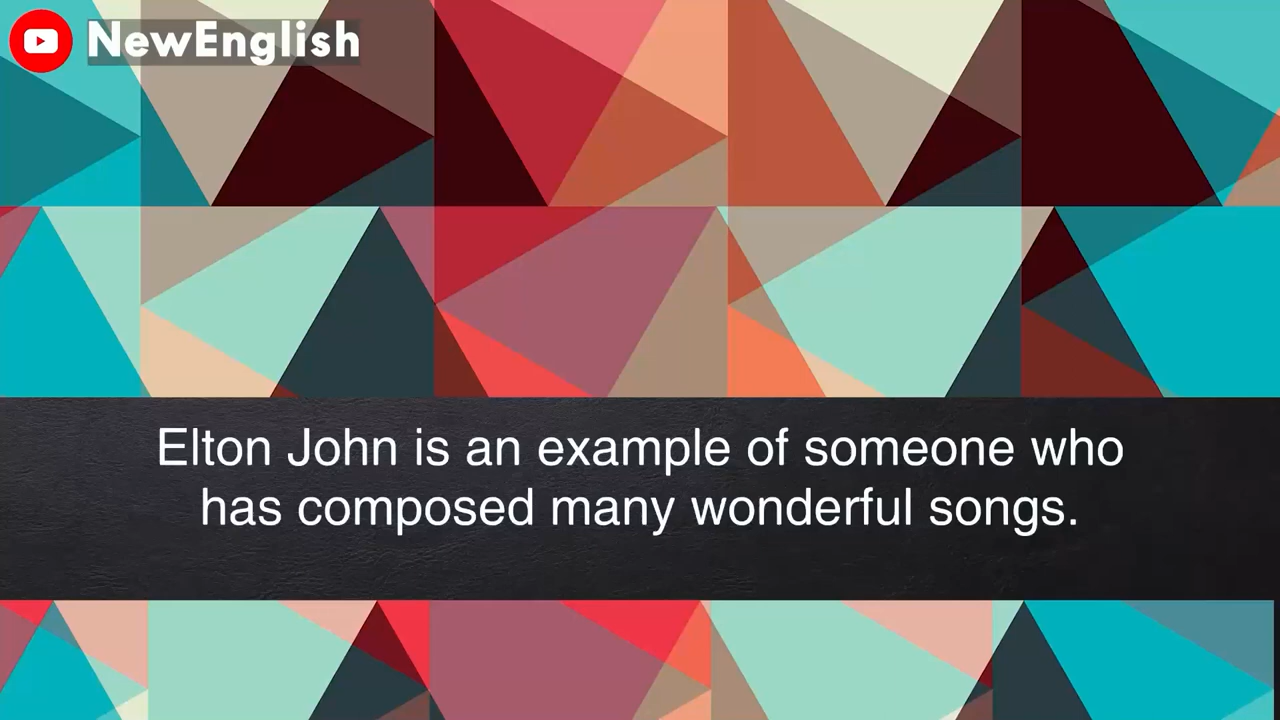 NewEnglish
Elton John is an example of someone who
has composed many wonderful songs.